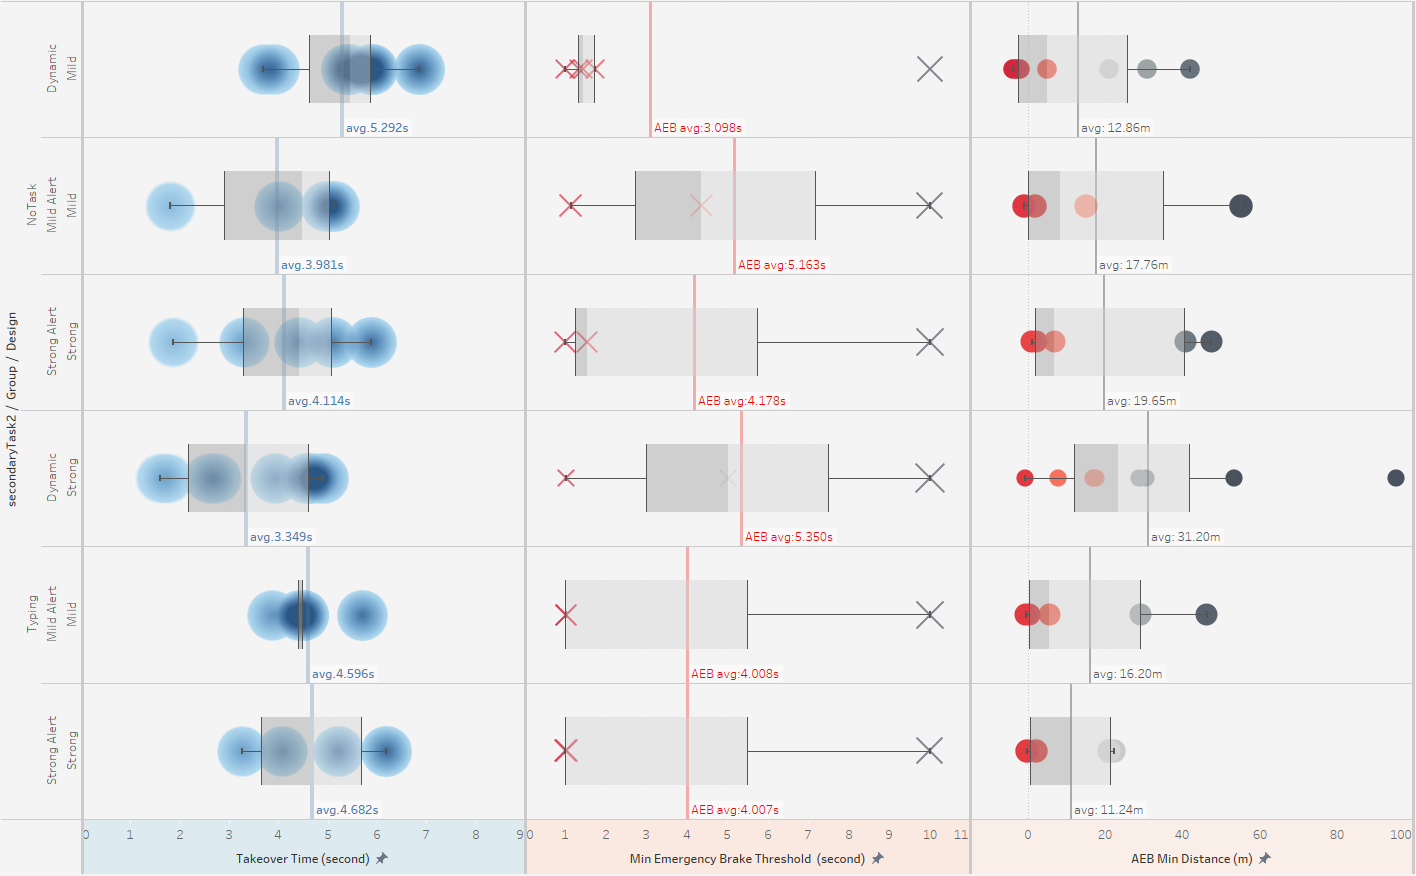 secondaryTask2 / Group / Design
NoTask
Dynamic
Mild
avg.5.292s
AEB avg:3.098s
avg: 12.86m
Mild Alert
Mild
avg.3.981s
AEB avg:5.163s
avg: 17.76m
Strong Alert
Strong
avg.4.114s
AEB avg:4.178s
avg: 19.65m
Typing
Dynamic
Strong
avg.3.349s
AEB avg:5.350s
avg: 31.20m
Mild Alert
Mild
avg.4.596s
AEB avg:4.008s
avg: 16.20m
Strong Alert
Strong
avg.4.682s
AEB avg:4.007s
avg: 11.24m
0 1 2 3 4 5 6 7 8 9
0 1 2 3 4 5 6 7 8 9 10 11
0 20 40 60 80 100
Takeover Time (second)
Min Emergency Brake Threshold (second)
AEB Min Distance (m)